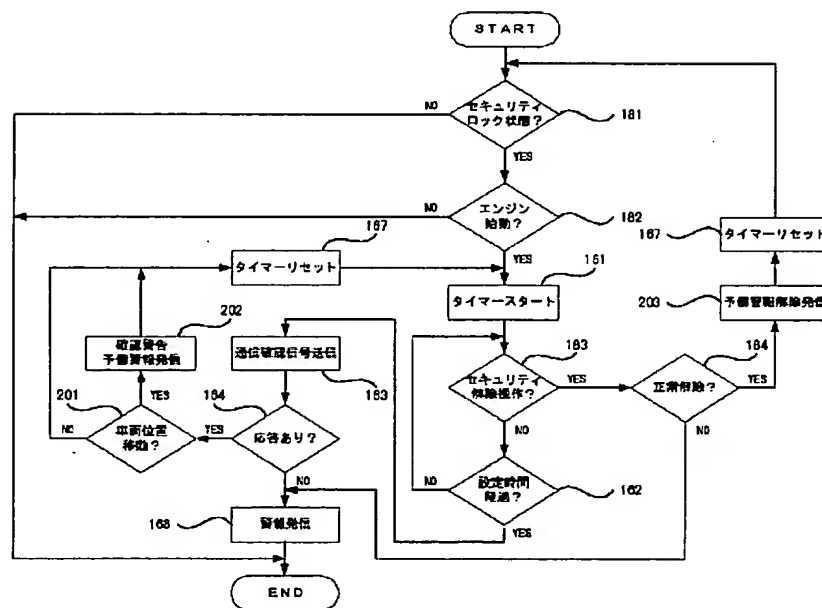 START
セキュリティ
ロック状態?
181
NO
YES
エンジン
始動?
182
NO
YES
167
タイマーリセット
161
タイマースタート
167
タイマーリセット
203
予備警報解除発信
202
確認警告
予備警報発信
通信確認信号送信
163
183
セキュリティ
解除操作?
YES
NO
184
正常解除?
YES
NO
201
車両位置
移動?
YES
NO
164
応答あり?
YES
NO
設定時間
経過?
162
NO
YES
168
警報発信
END